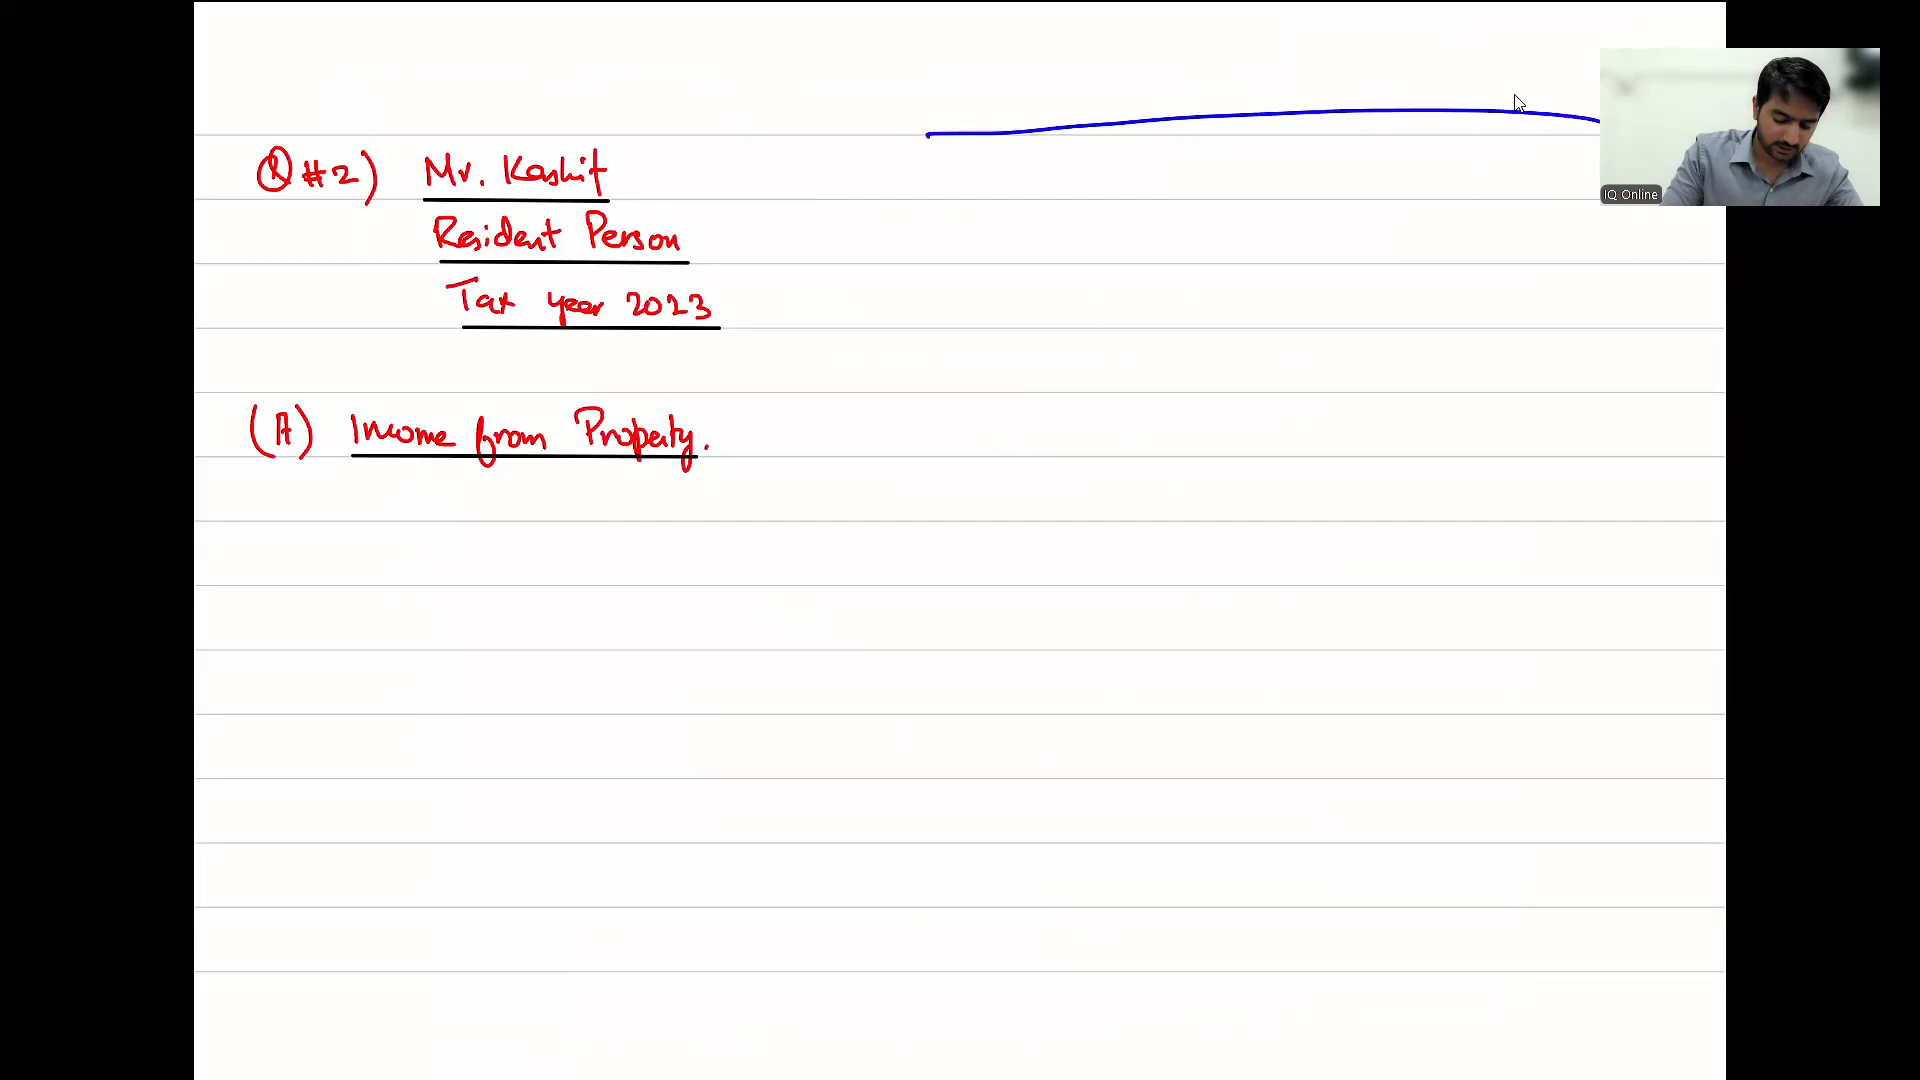 Q#2) Mr. Kashif
Resident Person
Tax year 2023
(A) Income from Property.
IQ Online